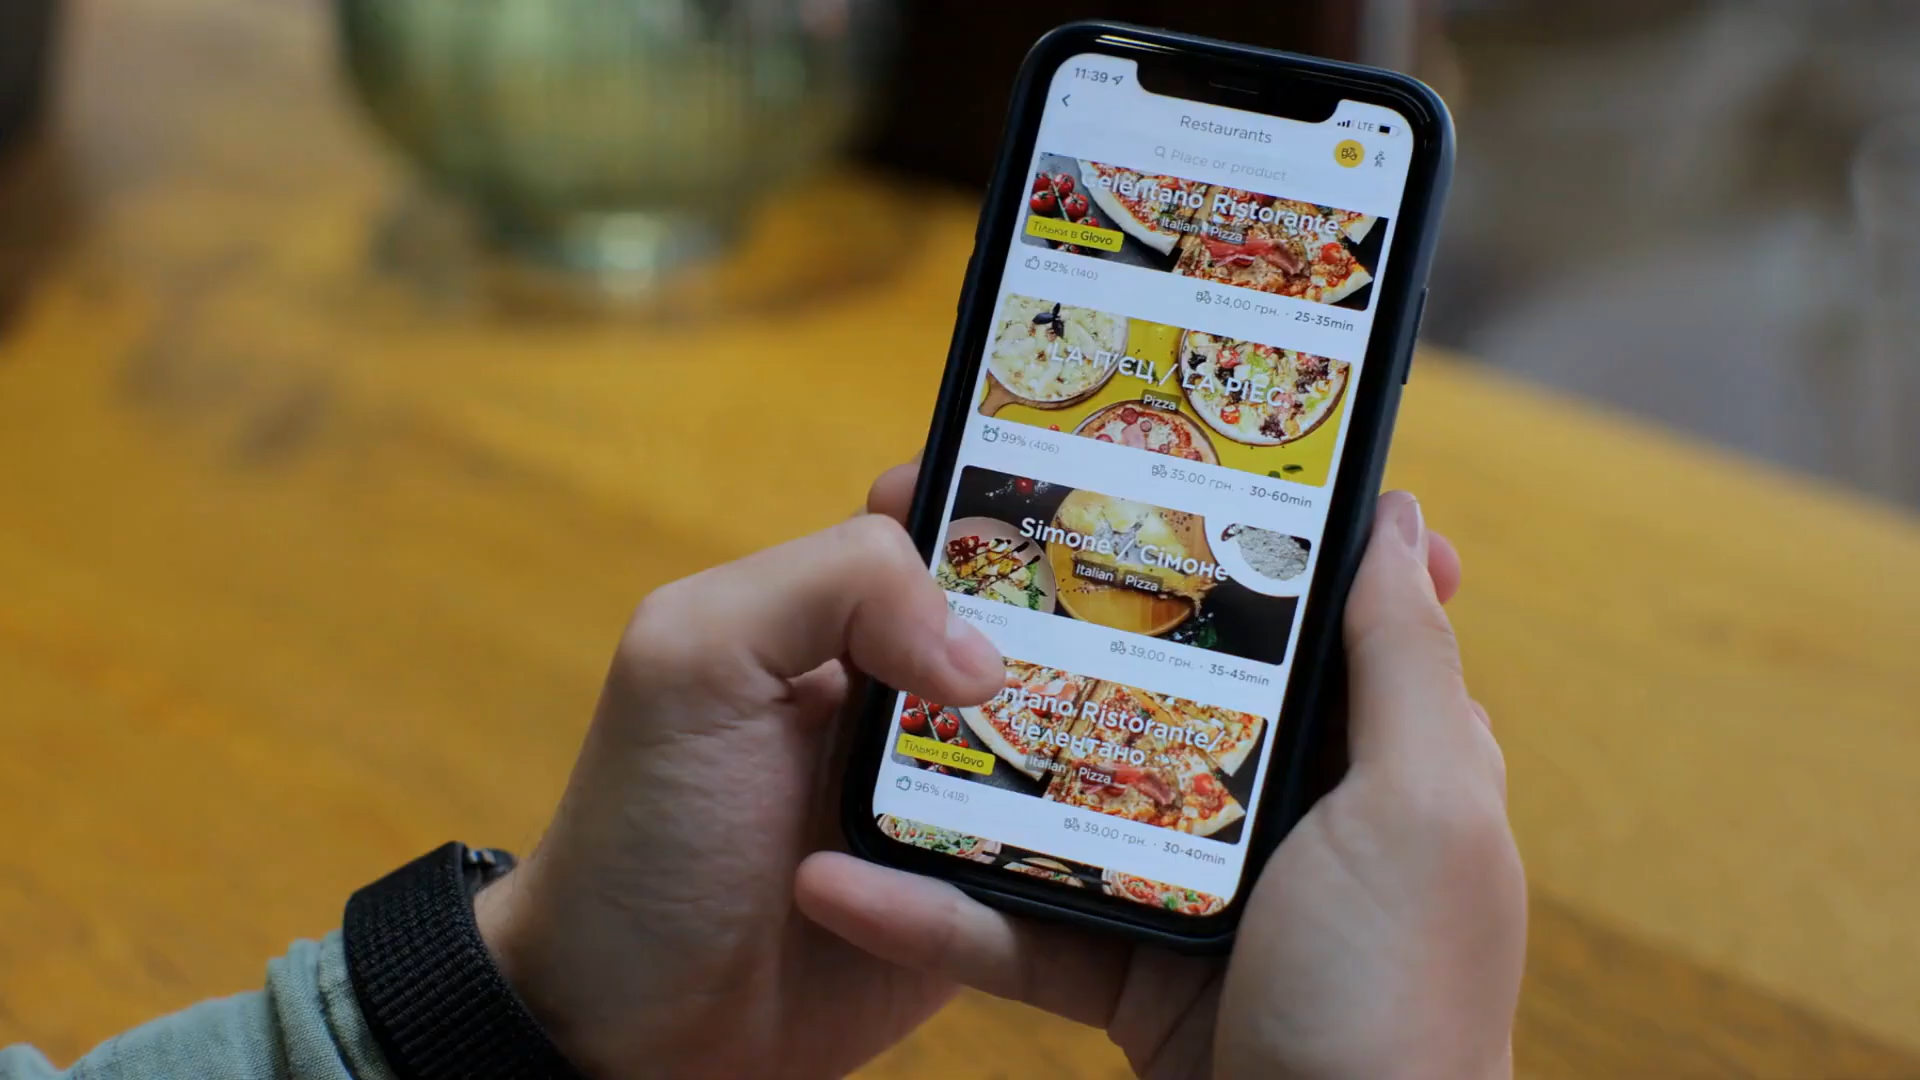 11:39
LTE
Restaurants
Place or product
Celentano Ristorante
Italian Pizza
Тільки в Glovo
92% (140)
34,00 грн. · 25-35min
LA П'ЄЦ / LA PIEC
Pizza
99% (406)
35,00 грн. · 30-60min
Simone / Сімоне
Italian Pizza
99% (25)
39,00 грн. · 35-45min
Ristorante/
Челентано
Italian Pizza
Тільки в Glovo
96% (418)
39,00 грн. · 30-40min